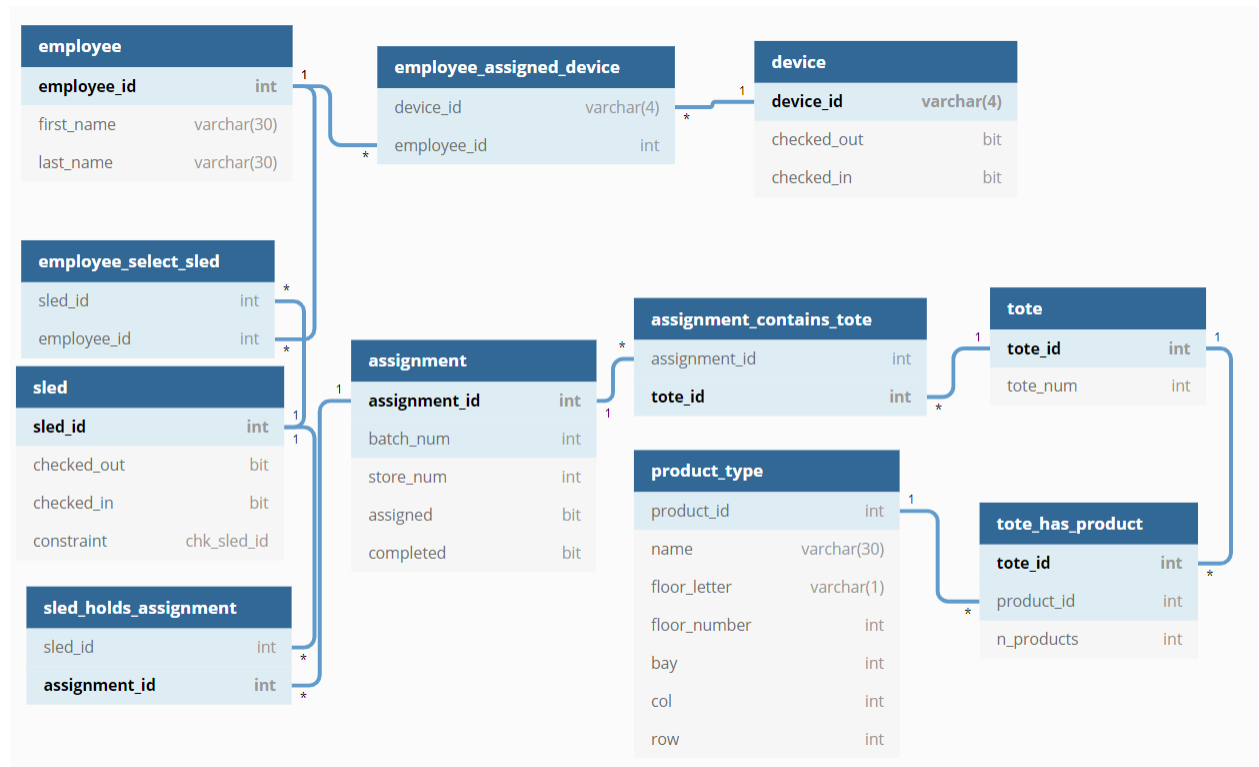 employee
employee_id int
first_name varchar(30)
last_name varchar(30)
1
*
employee_assigned_device
device_id varchar(4)
employee_id int
*
1
device
device_id varchar(4)
checked_out bit
checked_in bit
employee_select_sled
sled_id int
employee_id int
*
*
sled
sled_id int
checked_out bit
checked_in bit
constraint chk_sled_id
1
1
sled_holds_assignment
sled_id int
assignment_id int
*
*
1
assignment
assignment_id int
batch_num int
store_num int
assigned bit
completed bit
1
*
assignment_contains_tote
assignment_id int
tote_id int
*
1
tote
tote_id int
tote_num int
1
product_type
product_id int
name varchar(30)
floor_letter varchar(1)
floor_number int
bay int
col int
row int
1
*
tote_has_product
tote_id int
product_id int
n_products int
*